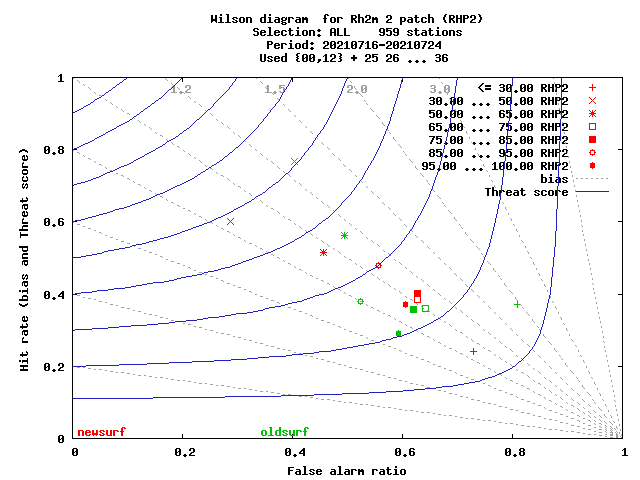 Wilson diagram  for Rh2m 2 patch (RHP2)
Selection: ALL    959 stations
Period: 20210716-20210724
Used {00,12} + 25 26 ... 36
1.2 1.5 2.0 3.0
<= 30.00 RHP2
30.00 ... 50.00 RHP2
50.00 ... 65.00 RHP2
65.00 ... 75.00 RHP2
75.00 ... 85.00 RHP2
85.00 ... 95.00 RHP2
95.00 ... 100.00 RHP2
bias
Threat score
Hit rate (bias and Threat score)
1
0.8
0.6
0.4
0.2
0
newsurf oldsurf
0 0.2 0.4 0.6 0.8 1
False alarm ratio